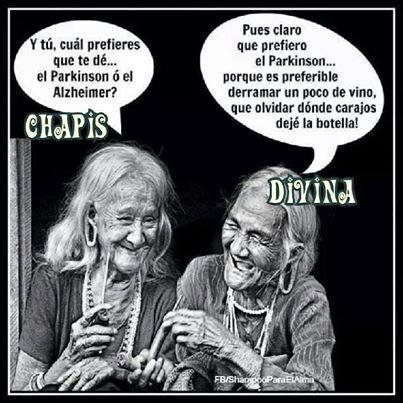 Y tú, cuál prefieres
que te dé...
el Parkinson ó el
Alzheimer?
CHAPIS
Pues claro
que prefiero
el Parkinson...
porque es preferible
derramar un poco de vino,
que olvidar dónde carajos
dejé la botella!
DIVINA
FB/ShampooParaElAlma